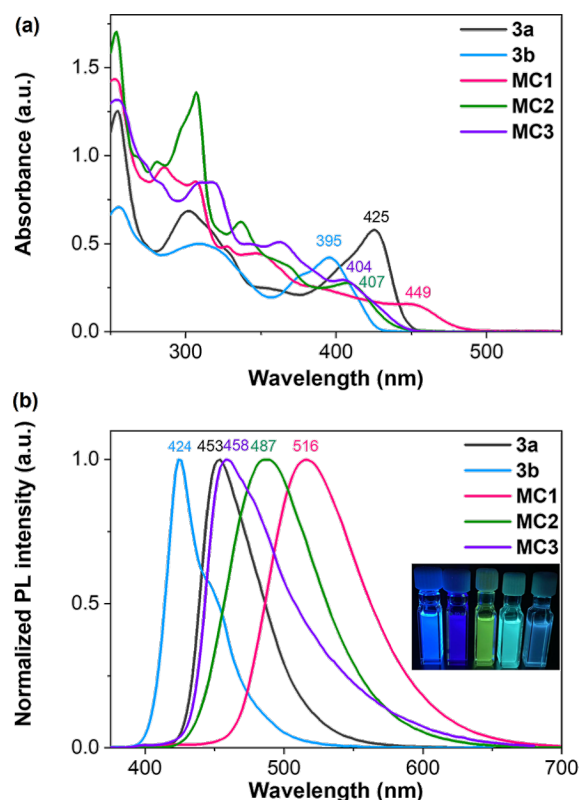 (a)
Absorbance (a.u.)
1.5
1.0
0.5
0.0
3a
3b
MC1
MC2
MC3
425
395
404
407
449
300
400
500
Wavelength (nm)
(b)
Normalized PL intensity (a.u.)
1.0
0.5
0.0
424
453
458
487
516
3a
3b
MC1
MC2
MC3
400
500
600
700
Wavelength (nm)